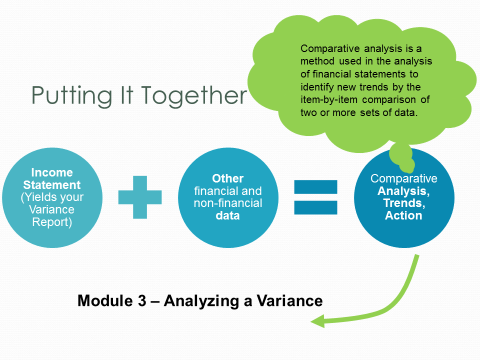 Comparative analysis is a
method used in the analysis
of financial statements to
identify new trends by the
item-by-item comparison of
two or more sets of data.
Putting It Together
Income
Statement
(Yields your
Variance
Report)
Other
financial and
non-financial
data
Comparative
Analysis,
Trends,
Action
Module 3 – Analyzing a Variance